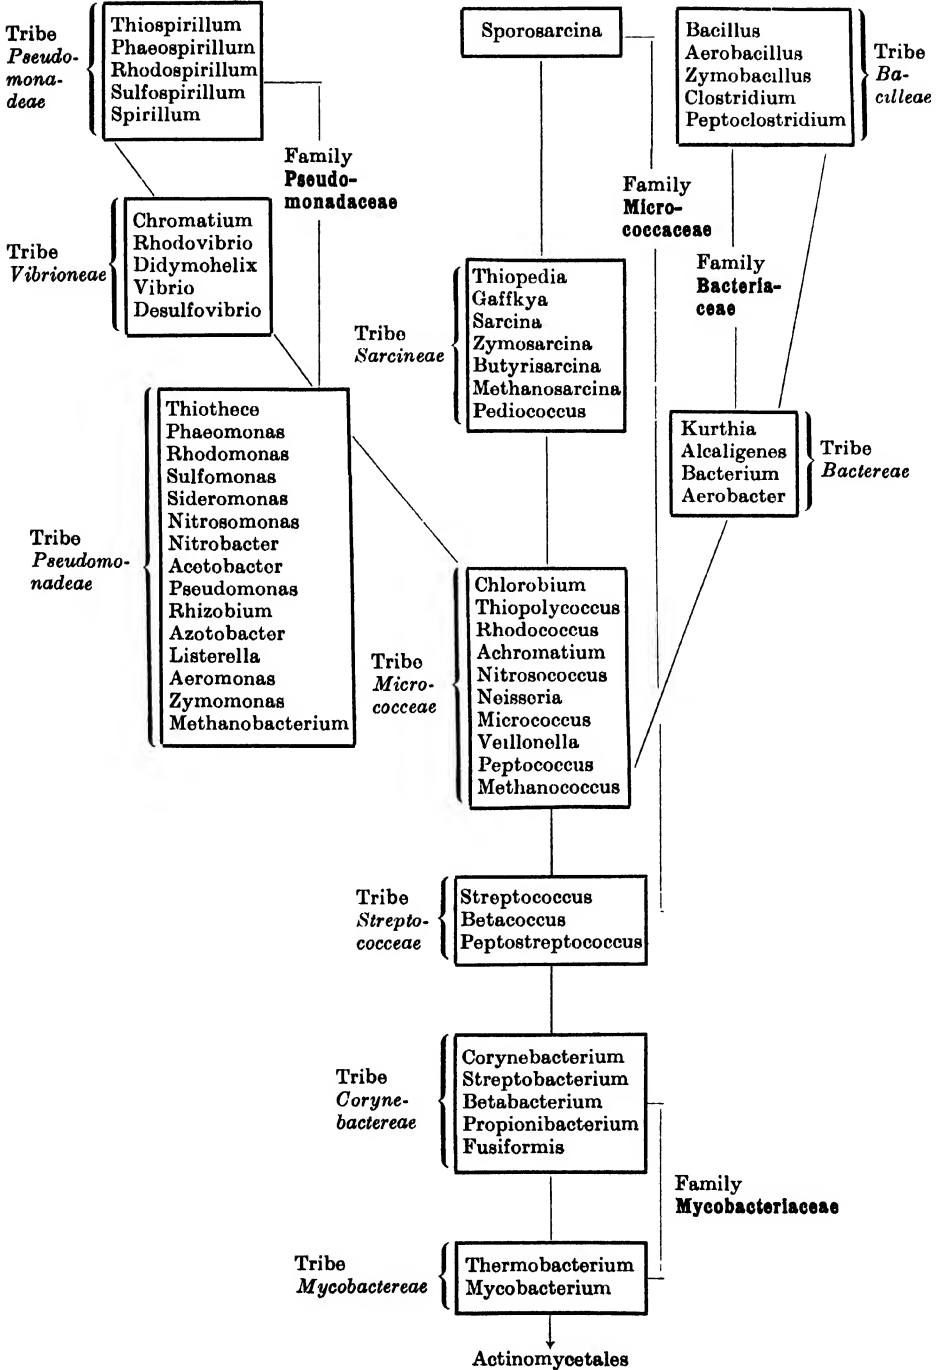 Tribe
Pseudo-
mona-
deae
Thiospirillum
Phaeospirillum
Rhodospirillum
Sulfospirillum
Spirillum
Family
Pseudo-
monadaceae
Tribe
Vibrioneae
Chromatium
Rhodovibrio
Didymohelix
Vibrio
Desulfovibrio
Tribe
Pseudomo-
nadeae
Thiothece
Phaeomonas
Rhodomonas
Sulfomonas
Sideromonas
Nitrosomonas
Nitrobacter
Acetobacter
Pseudomonas
Rhizobium
Azotobacter
Listerella
Aeromonas
Zymomonas
Methanobacterium
Sporosarcina
Family
Micro-
coccaceae
Tribe
Sarcineae
Thiopedia
Gaffkya
Sarcina
Zymosarcina
Butyrisarcina
Methanosarcina
Pediococcus
Bacillus
Aerobacillus
Zymobacillus
Clostridium
Peptoclostridium
Tribe
Ba-
cilleae
Family
Bacteria-
ceae
Kurthia
Alcaligenes
Bacterium
Aerobacter
Tribe
Bactereae
Tribe
Micro-
cocceae
Chlorobium
Thiopolycoccus
Rhodococcus
Achromatium
Nitrosococcus
Neisseria
Micrococcus
Veillonella
Peptococcus
Methanococcus
Tribe
Strepto-
cocceae
Streptococcus
Betacoccus
Peptostreptococcus
Tribe
Coryne-
bactereae
Corynebacterium
Streptobacterium
Betabacterium
Propionibacterium
Fusiformis
Family
Mycobacteriaceae
Tribe
Mycobactereae
Thermobacterium
Mycobacterium
Actinomycetales